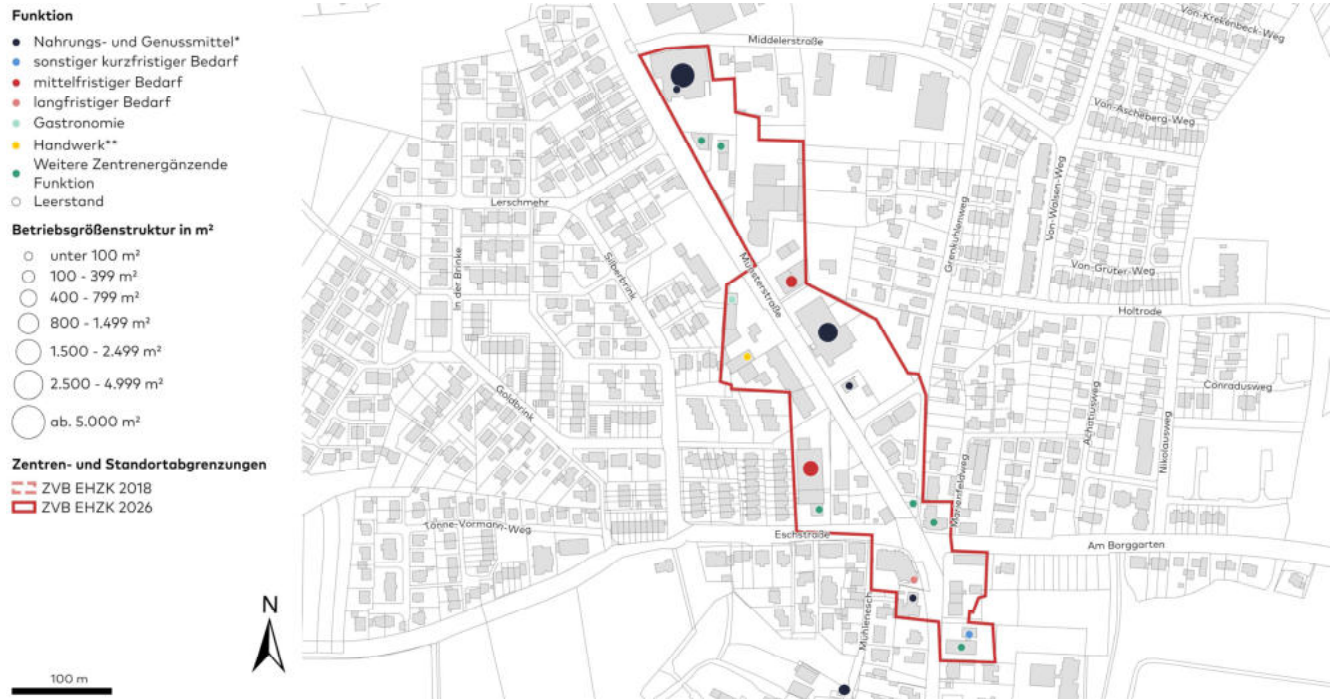 Funktion
Nahrungs- und Genussmittel*
sonstiger kurzfristiger Bedarf
mittelfristiger Bedarf
langfristiger Bedarf
Gastronomie
Handwerk**
Weitere Zentrenergänzende
Funktion
Leerstand
Betriebsgrößenstruktur in m²
unter 100 m²
100 - 399 m²
400 - 799 m²
800 - 1.499 m²
1.500 - 2.499 m²
2.500 - 4.999 m²
ab. 5.000 m²
Zentren- und Standortabgrenzungen
ZVB EHZK 2018
ZVB EHZK 2026
N
100 m
Middelerstraße
Von-Krekenbeck-Weg
Von-Ascheberg-Weg
Von-Walsen-Weg
Grenkuhlenweg
Lerschmehr
In der Brinke
Silberbrink
Münsterstraße
Von-Gruter-Weg
Holtrode
Goldbrink
Conradusweg
Achatiusweg
Nikolausweg
Marienfeldweg
Tönne-Vormann-Weg
Eschstraße
Am Borggarten
Mühlenesch